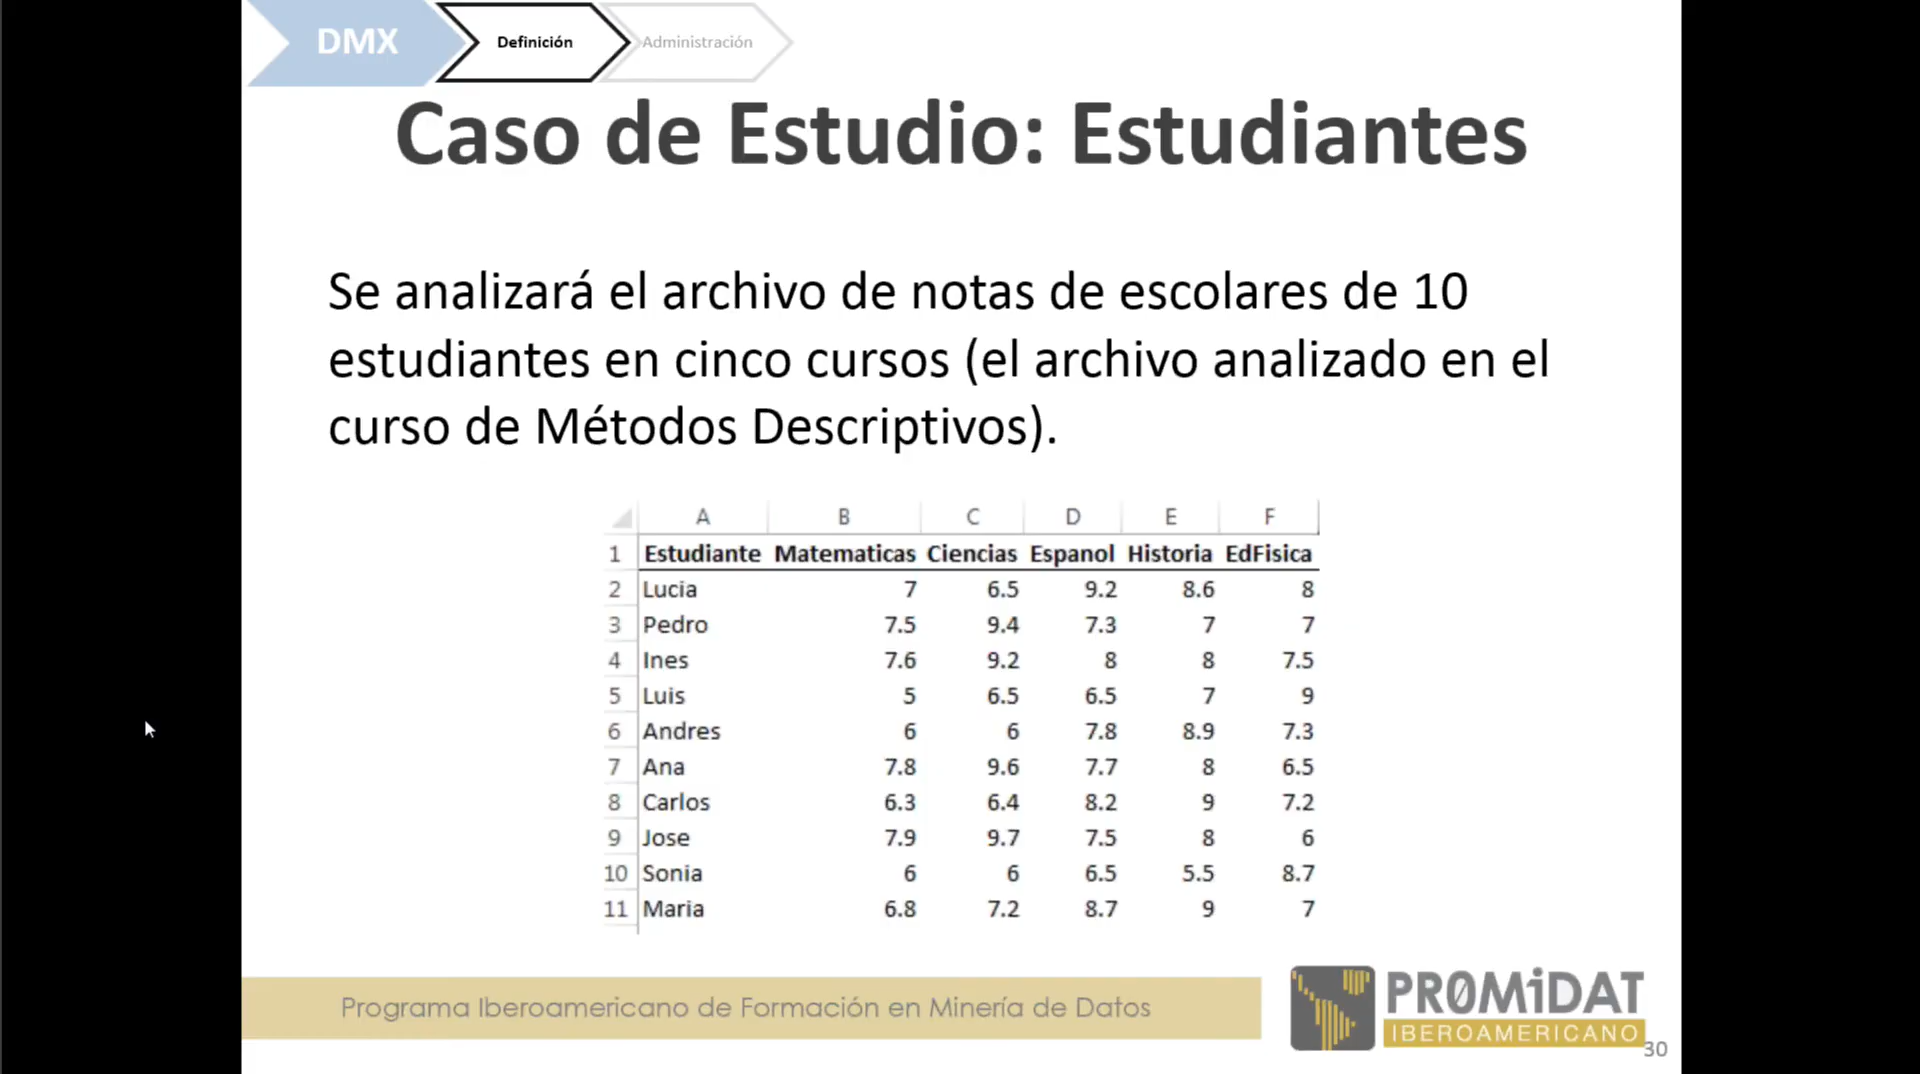 DMX Definición Administración
Caso de Estudio: Estudiantes
Se analizará el archivo de notas de escolares de 10
estudiantes en cinco cursos (el archivo analizado en el
curso de Métodos Descriptivos).
A B C D E F
1 Estudiante Matematicas Ciencias Espanol Historia EdFisica
2 Lucia 7 6.5 9.2 8.6 8
3 Pedro 7.5 9.4 7.3 7 7
4 Ines 7.6 9.2 8 8 7.5
5 Luis 5 6.5 6.5 7 9
6 Andres 6 6 7.8 8.9 7.3
7 Ana 7.8 9.6 7.7 8 6.5
8 Carlos 6.3 6.4 8.2 9 7.2
9 Jose 7.9 9.7 7.5 8 6
10 Sonia 6 6 6.5 5.5 8.7
11 Maria 6.8 7.2 8.7 9 7
Programa Iberoamericano de Formación en Minería de Datos
PR0MiDAT
IBEROAMERICANO
30